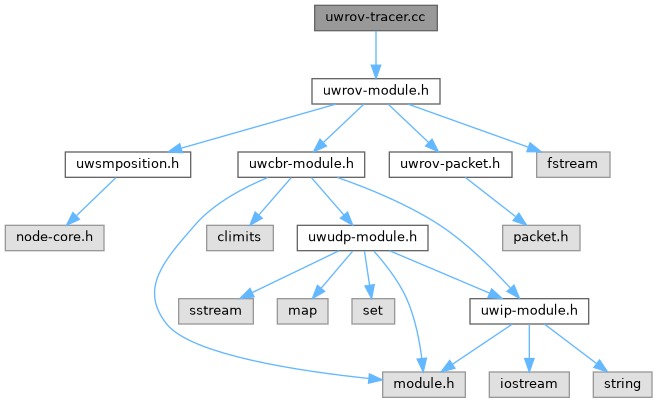 uwrov-tracer.cc
uwrov-module.h
uwsmposition.h
uwcbr-module.h
uwrov-packet.h
fstream
node-core.h
climits
uwudp-module.h
packet.h
sstream
map
set
uwip-module.h
module.h
iostream
string